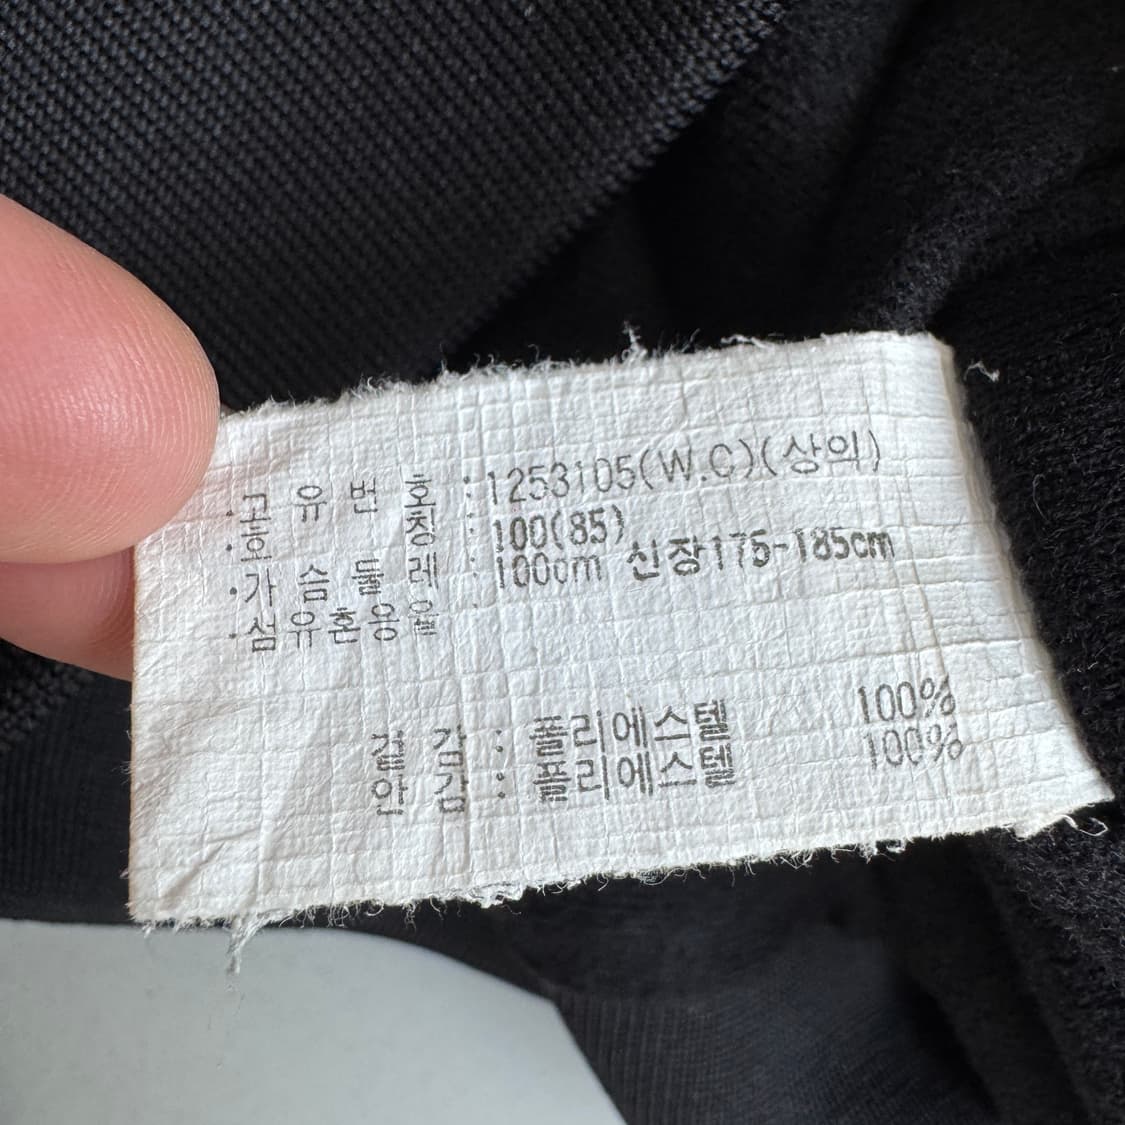 ·고 유 번 호 : 1253105(W.C)(상의)
·호 칭 : 100(85)
·가 슴 둘 레 : 100cm 신장175-185cm
·섬 유 혼 용 율
겉 감 : 폴리에스텔 100%
안 감 : 폴리에스텔 100%